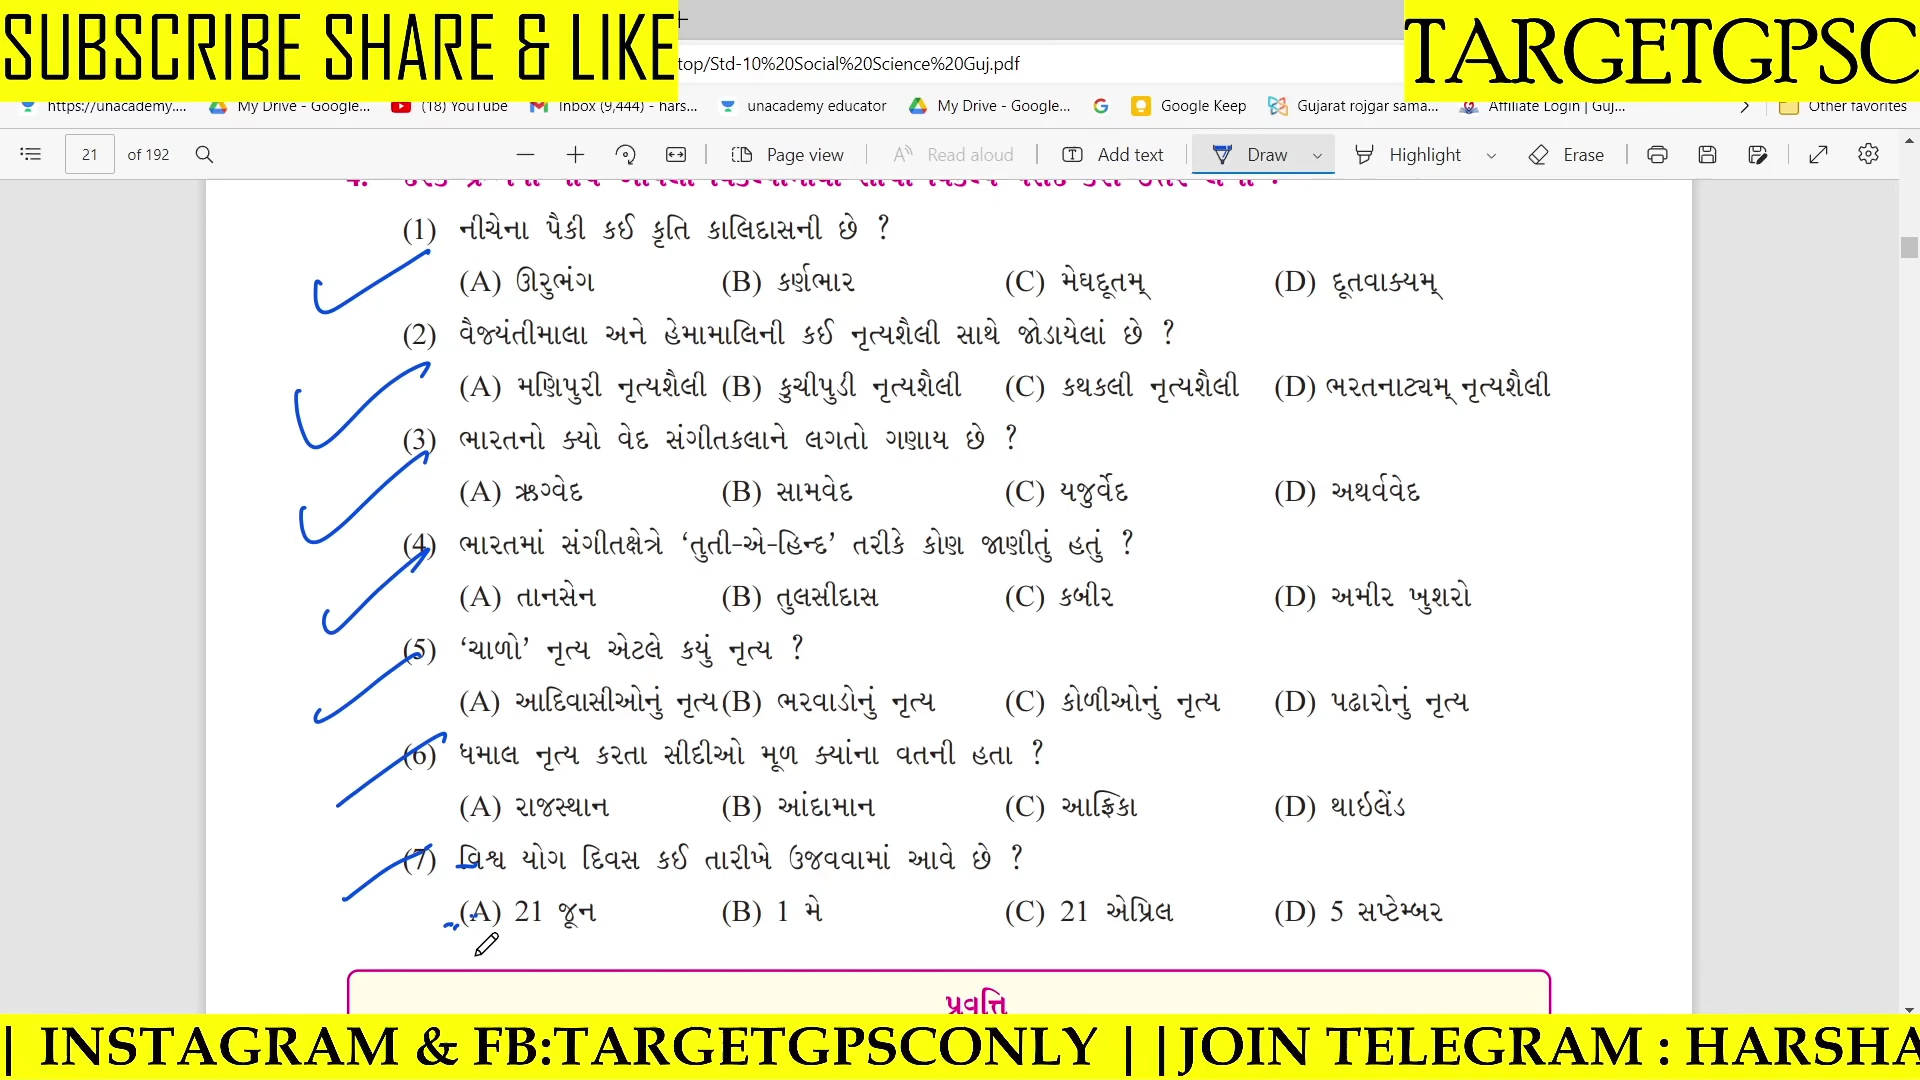 SUBSCRIBE SHARE & LIKE
TARGETGPSC
top/Std-10%20Social%20Science%20Guj.pdf
https://unacademy.... My Drive - Google... (18) YouTube Inbox (9,444) - hars... unacademy educator My Drive - Google... Google Keep Gujarat rojgar sama... Affiliate Login | Guj... Other favorites
21 of 192 Page view Read aloud Add text Draw Highlight Erase
(1) નીચેના પૈકી કઈ કૃતિ કાલિદાસની છે ?
(A) ઊરુભંગ (B) કર્ણભાર (C) મેઘદૂતમ્ (D) દૂતવાક્યમ્
(2) વૈજ્યંતીમાલા અને હેમામાલિની કઈ નૃત્યશૈલી સાથે જોડાયેલાં છે ?
(A) મણિપુરી નૃત્યશૈલી (B) કુચીપુડી નૃત્યશૈલી (C) કથકલી નૃત્યશૈલી (D) ભરતનાટ્યમ્ નૃત્યશૈલી
(3) ભારતનો ક્યો વેદ સંગીતકલાને લગતો ગણાય છે ?
(A) ઋગ્વેદ (B) સામવેદ (C) યજુર્વેદ (D) અથર્વવેદ
(4) ભારતમાં સંગીતક્ષેત્રે ‘તુતી-એ-હિન્દ’ તરીકે કોણ જાણીતું હતું ?
(A) તાનસેન (B) તુલસીદાસ (C) કબીર (D) અમીર ખુશરો
(5) ‘ચાળો’ નૃત્ય એટલે કયું નૃત્ય ?
(A) આદિવાસીઓનું નૃત્ય (B) ભરવાડોનું નૃત્ય (C) કોળીઓનું નૃત્ય (D) પઢારોનું નૃત્ય
(6) ધમાલ નૃત્ય કરતા સીદીઓ મૂળ ક્યાંના વતની હતા ?
(A) રાજસ્થાન (B) આંદામાન (C) આફ્રિકા (D) થાઇલેંડ
(7) વિશ્વ યોગ દિવસ કઈ તારીખે ઉજવવામાં આવે છે ?
(A) 21 જૂન (B) 1 મે (C) 21 એપ્રિલ (D) 5 સપ્ટેમ્બર
પ્રવૃત્તિ
| INSTAGRAM & FB:TARGETGPSCONLY | |JOIN TELEGRAM : HARSHA